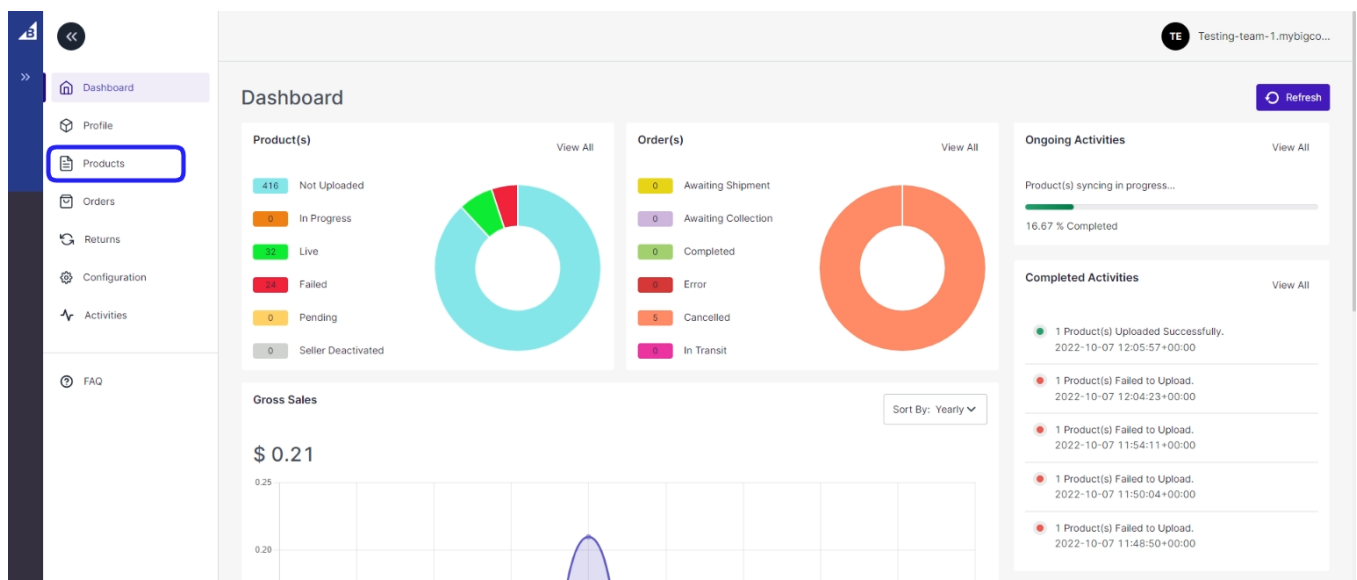 B
TE Testing-team-1.mybigco...
Dashboard
Profile
Products
Orders
Returns
Configuration
Activities
FAQ
Dashboard
Refresh
Product(s)
View All
416 Not Uploaded
0 In Progress
32 Live
24 Failed
0 Pending
0 Seller Deactivated
Order(s)
View All
0 Awaiting Shipment
0 Awaiting Collection
0 Completed
0 Error
5 Cancelled
0 In Transit
Ongoing Activities
View All
Product(s) syncing in progress...
16.67 % Completed
Completed Activities
View All
1 Product(s) Uploaded Successfully.
2022-10-07 12:05:57+00:00
1 Product(s) Failed to Upload.
2022-10-07 12:04:23+00:00
1 Product(s) Failed to Upload.
2022-10-07 11:54:11+00:00
1 Product(s) Failed to Upload.
2022-10-07 11:50:04+00:00
1 Product(s) Failed to Upload.
2022-10-07 11:48:50+00:00
Gross Sales
Sort By: Yearly
$ 0.21
0.25
0.20